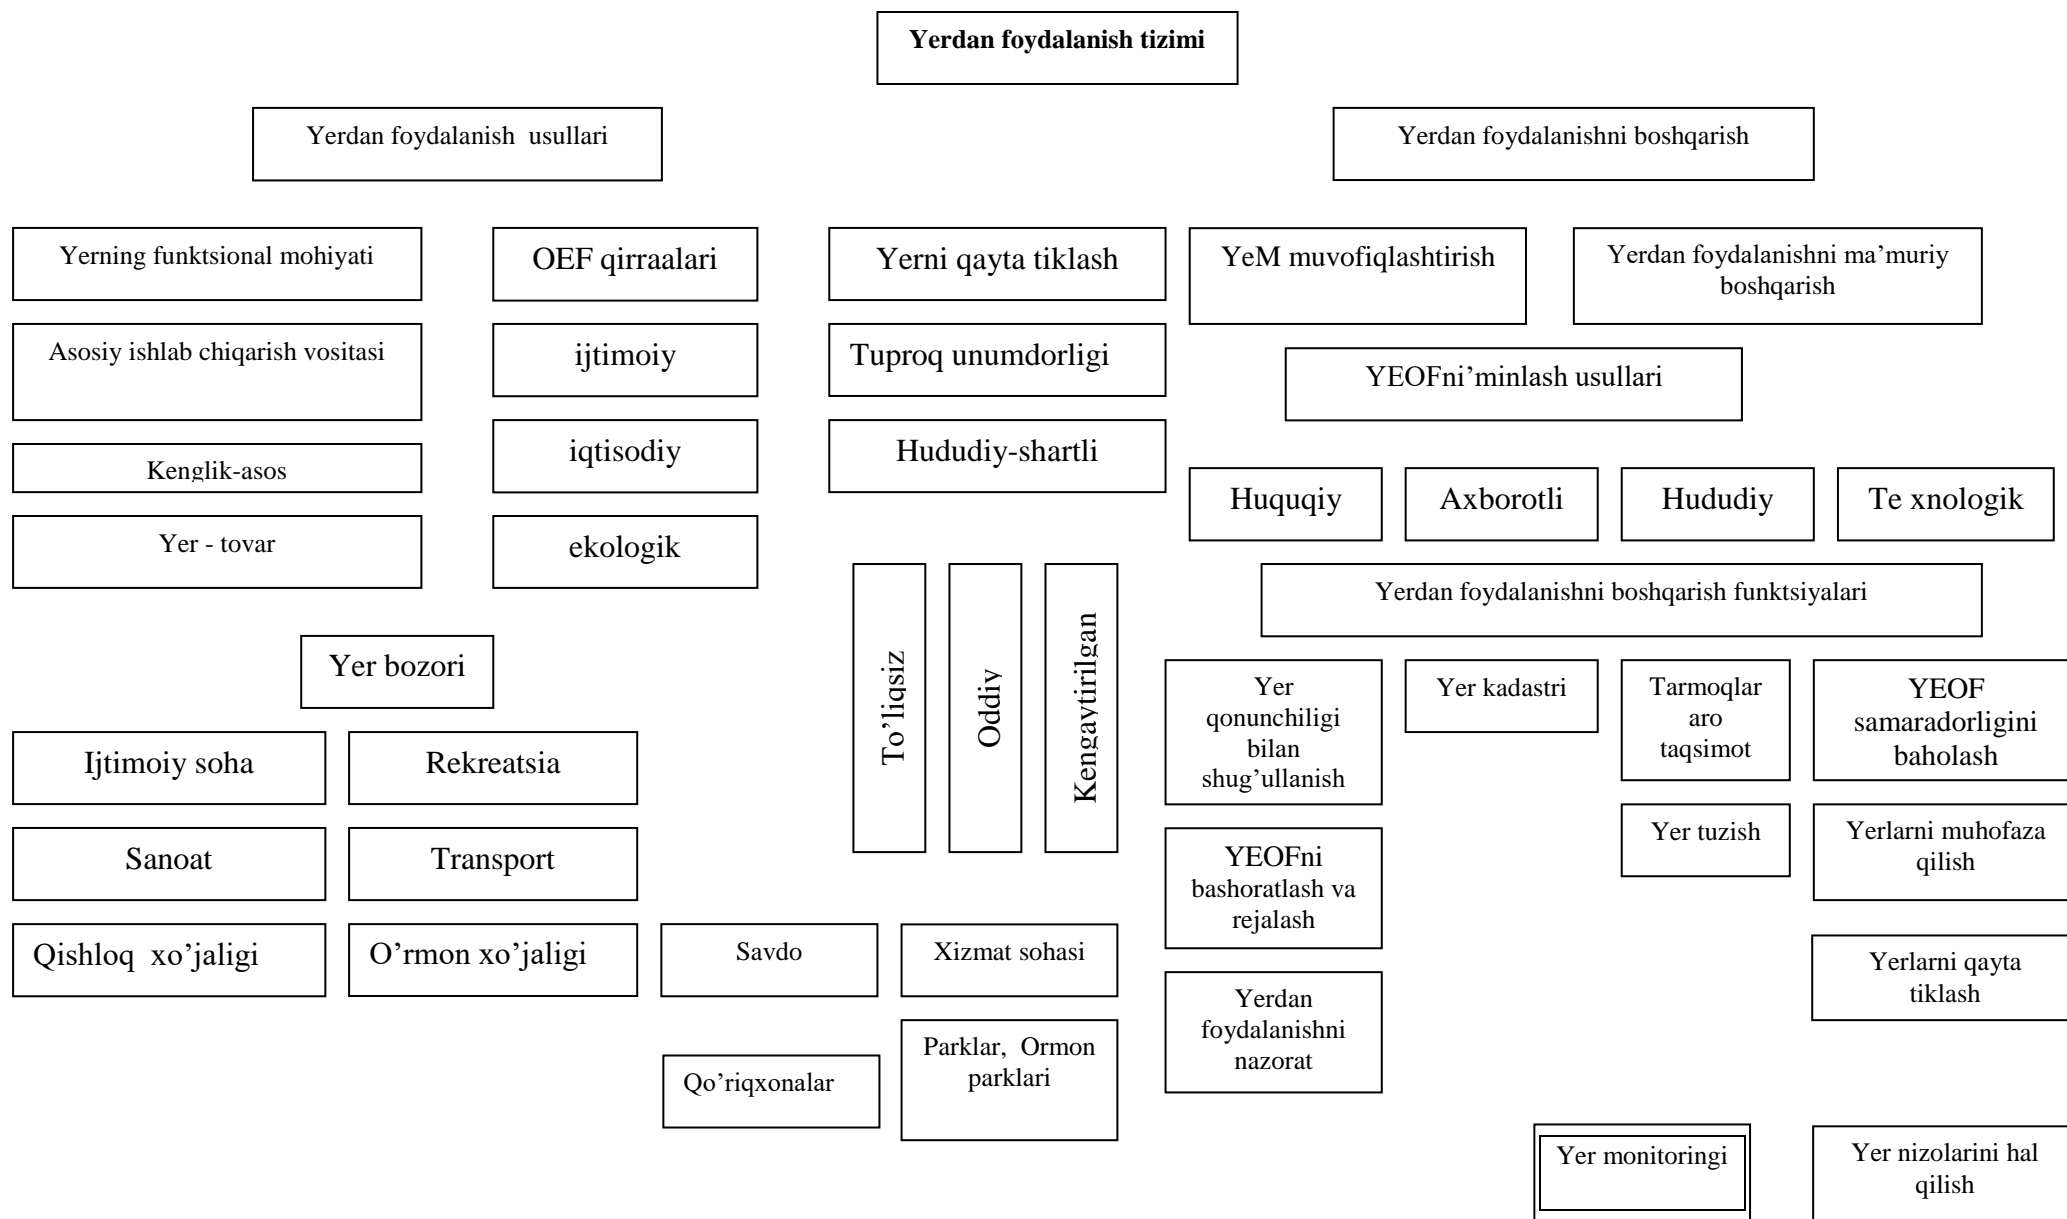 Yerdan foydalanish tizimi
Yerdan foydalanish usullari
Yerdan foydalanishni boshqarish
Yerning funktsional mohiyati
OEF qirraalari
Yerni qayta tiklash
YeM muvofiqlashtirish
Yerdan foydalanishni ma’muriy
boshqarish
Asosiy ishlab chiqarish vositasi
ijtimoiy
Tuproq unumdorligi
YEOFni’minlash usullari
Kenglik-asos
iqtisodiy
Hududiy-shartli
Huquqiy
Axborotli
Hududiy
Te xnologik
Yer - tovar
ekologik
Yerdan foydalanishni boshqarish funktsiyalari
Yer bozori
To’liqsiz
Oddiy
Kengaytirilgan
Yer
qonunchiligi
bilan
shug’ullanish
Yer kadastri
Tarmoqlar
aro
taqsimot
YEOF
samaradorligini
baholash
Ijtimoiy soha
Rekreatsia
Sanoat
Transport
YEOFni
bashoratlash va
rejalash
Yer tuzish
Yerlarni muhofaza
qilish
Qishloq xo’jaligi
O’rmon xo’jaligi
Savdo
Xizmat sohasi
Yerlarni qayta
tiklash
Yerdan
foydalanishni
nazorat
Qo’riqxonalar
Parklar, Ormon
parklari
Yer monitoringi
Yer nizolarini hal
qilish